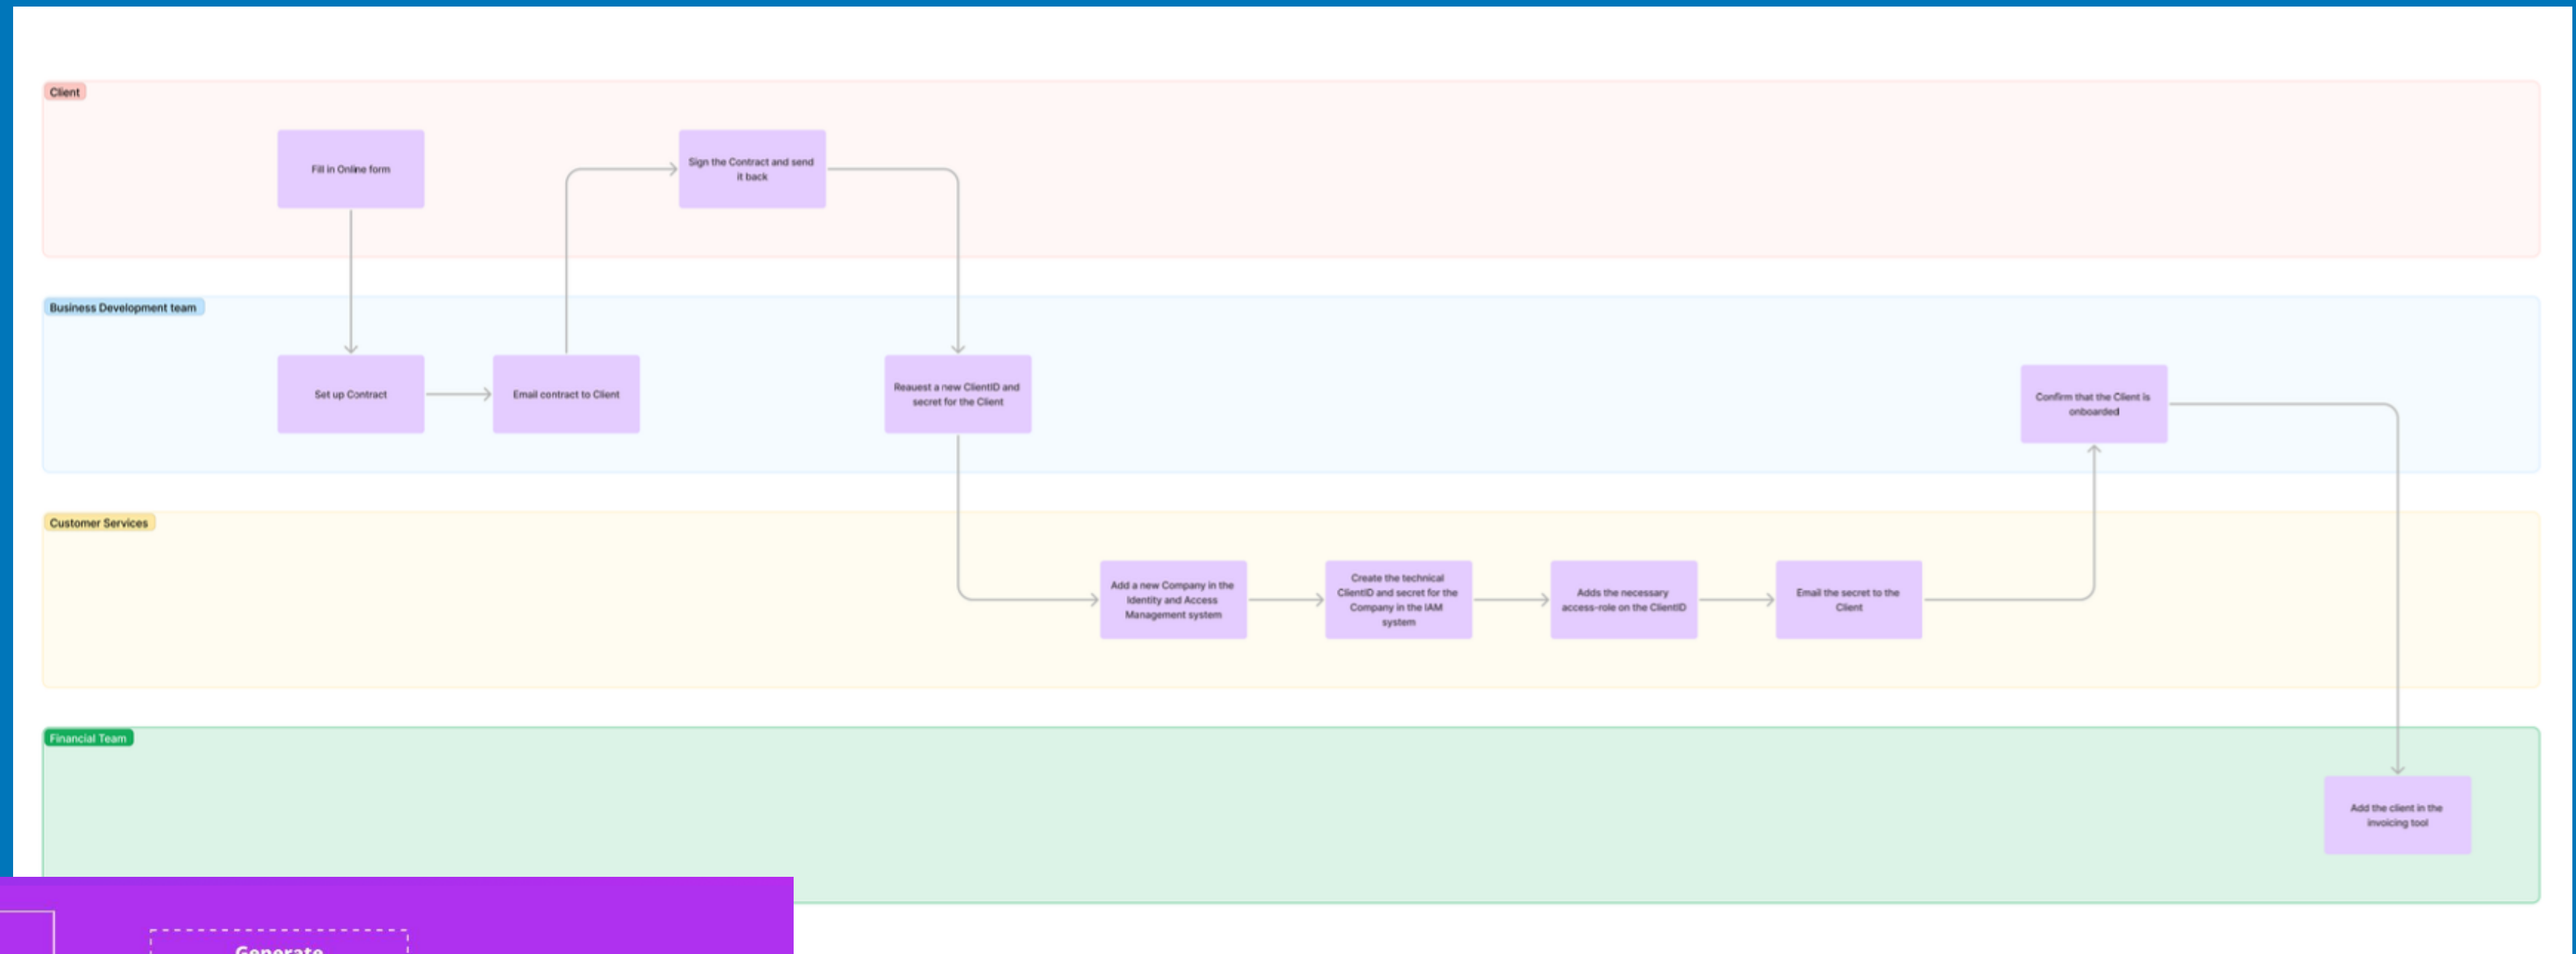 Client
Fill in Online form
Sign the Contract and send
it back
Business Development team
Set up Contract
Email contract to Client
Reauest a new ClientID and
secret for the Client
Confirm that the Client is
onboarded
Customer Services
Add a new Company in the
Identity and Access
Management system
Create the technical
ClientID and secret for the
Company in the IAM
system
Adds the necessary
access-role on the ClientID
Email the secret to the
Client
Financial Team
Add the client in the
invoicing tool
Generate